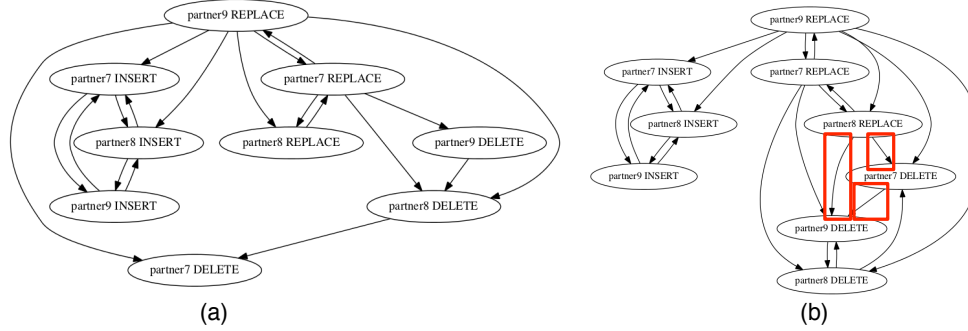 partner9 REPLACE
partner7 INSERT
partner7 REPLACE
partner8 INSERT
partner8 REPLACE
partner9 DELETE
partner9 INSERT
partner8 DELETE
partner7 DELETE
(a)
partner9 REPLACE
partner7 INSERT
partner7 REPLACE
partner8 INSERT
partner8 REPLACE
partner9 INSERT
partner7 DELETE
partner9 DELETE
partner8 DELETE
(b)